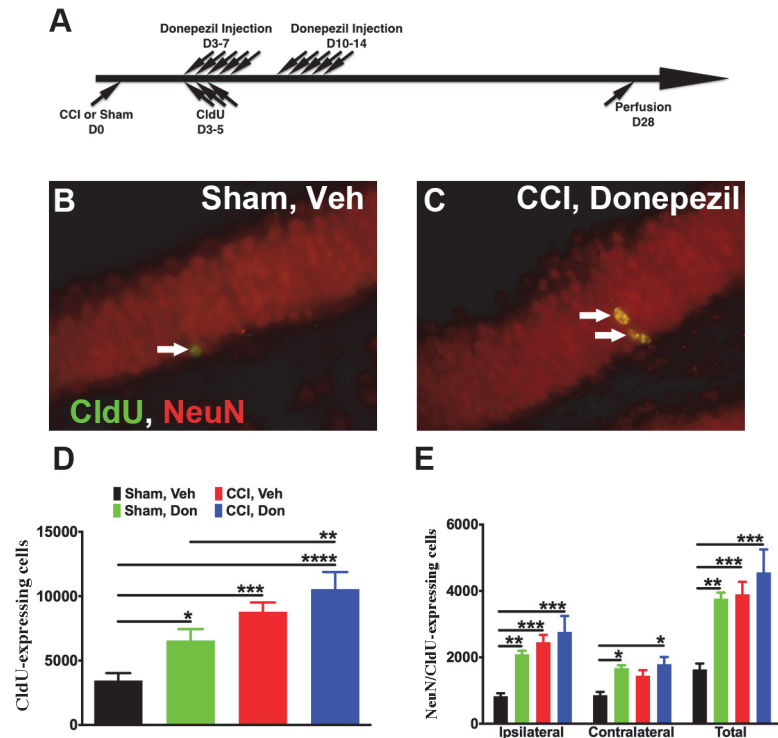 A
Donepezil Injection
D3-7
Donepezil Injection
D10-14
CCI or Sham
D0
CldU
D3-5
Perfusion
D28
B
Sham, Veh
CldU, NeuN
C
CCI, Donepezil
D
Sham, Veh
CCI, Veh
Sham, Don
CCI, Don
CldU-expressing cells
15000
10000
5000
0
**
****
***
*
E
NeuN/CldU-expressing cells
6000
4000
2000
0
***
***
**
*
*
***
***
**
Ipsilateral
Contralateral
Total